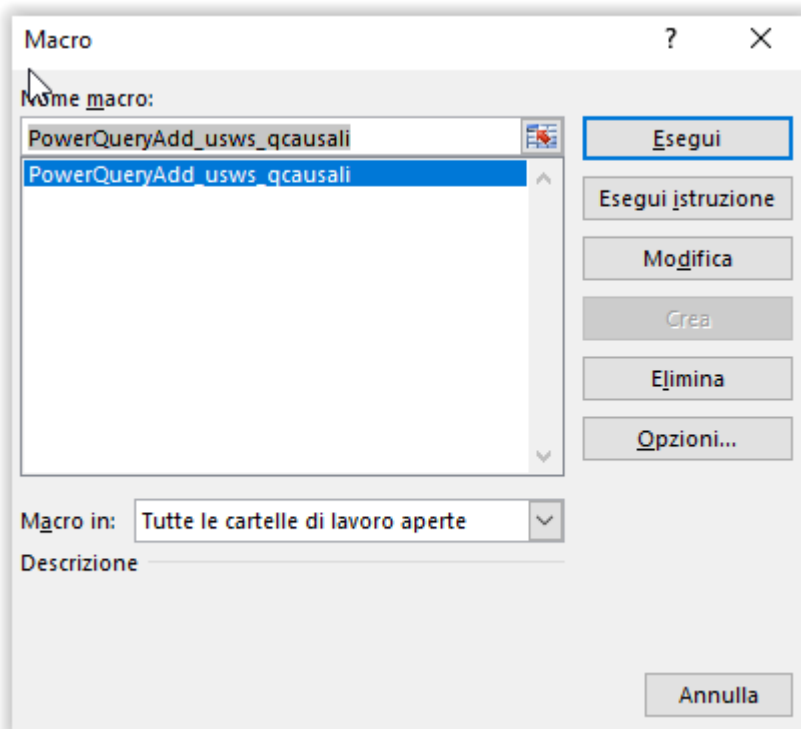 Macro
?
Nome macro:
PowerQueryAdd_usws_qcausali
PowerQueryAdd_usws_qcausali
Esegui
Esegui istruzione
Modifica
Crea
Elimina
Opzioni...
Macro in: Tutte le cartelle di lavoro aperte
Descrizione
Annulla